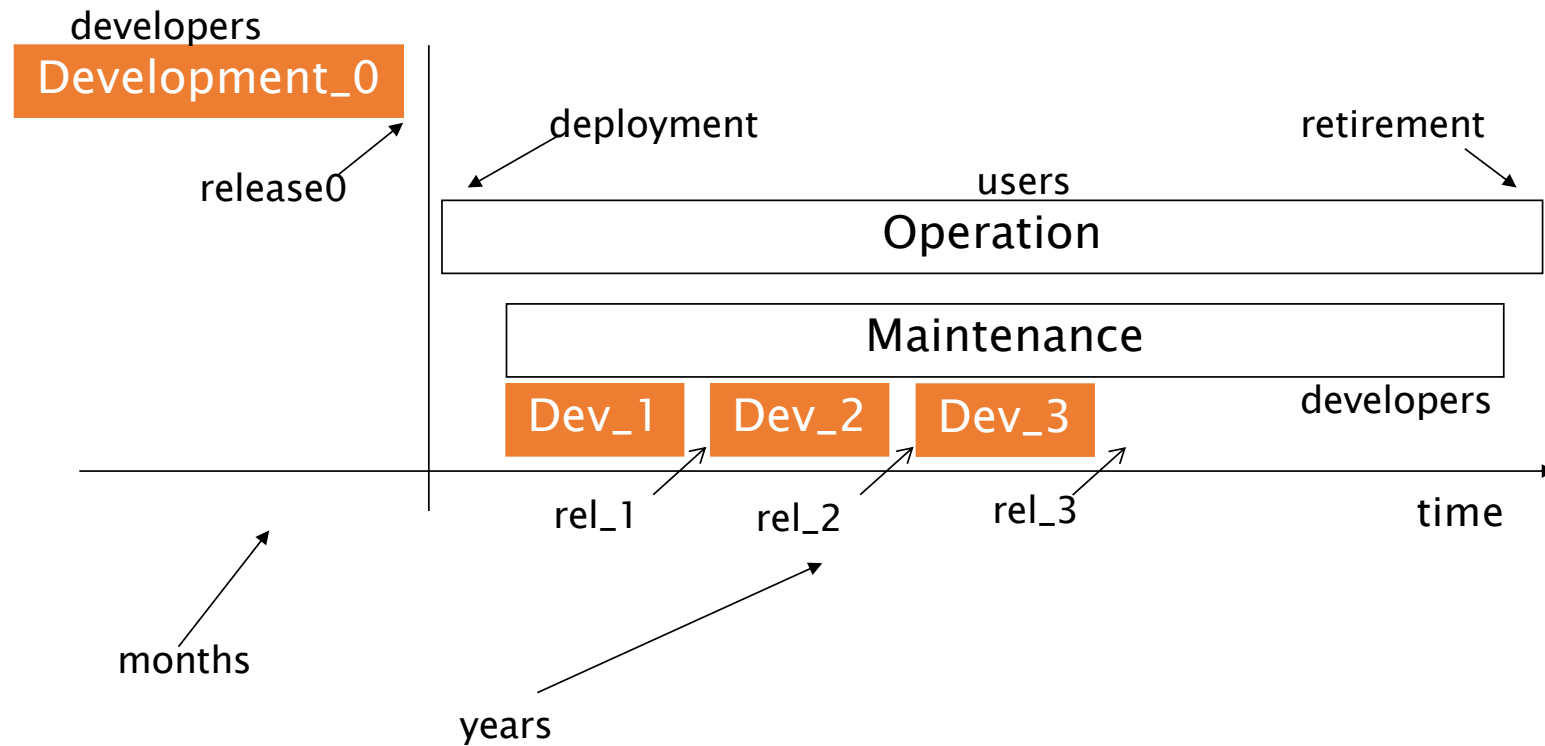 developers
Development_0
deployment
retirement
release0
users
Operation
Maintenance
Dev_1
Dev_2
Dev_3
developers
rel_1
rel_2
rel_3
time
months
years